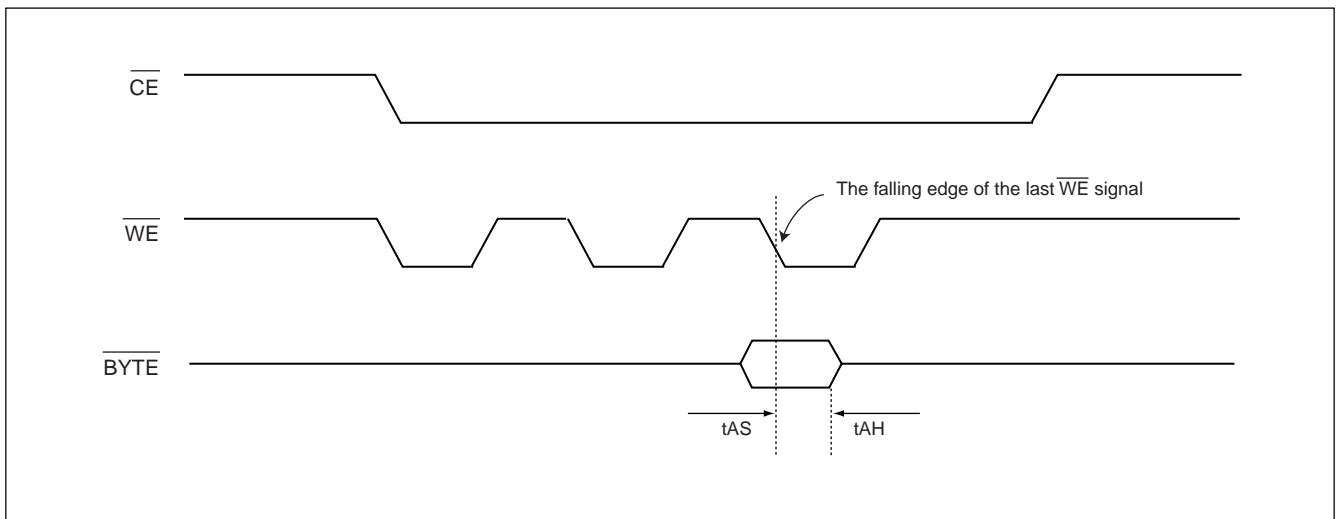 CE
The falling edge of the last WE signal
WE
BYTE
tAS
tAH